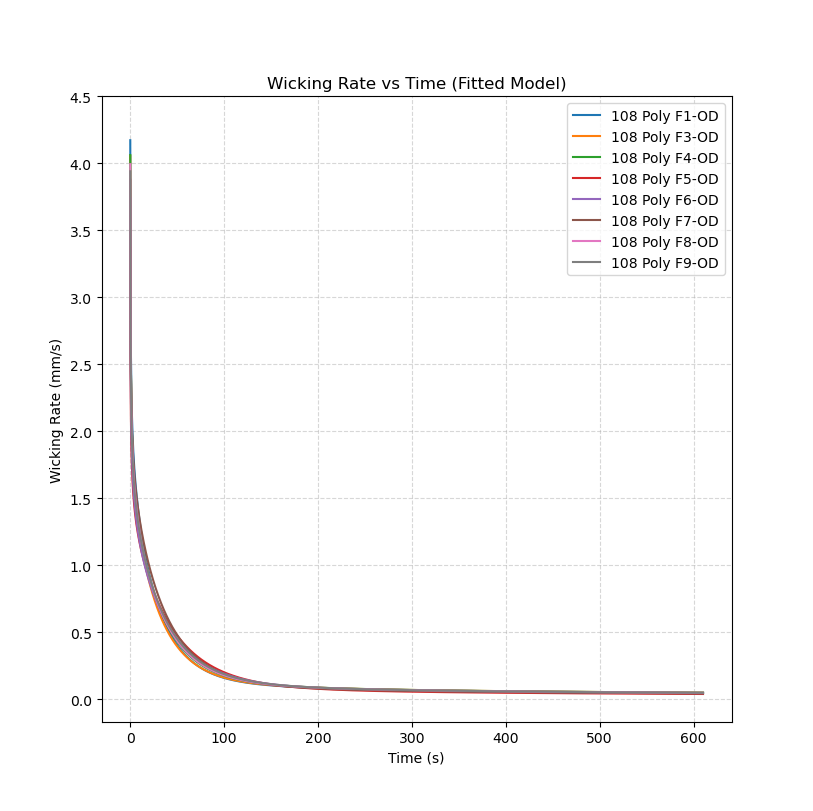 Wicking Rate vs Time (Fitted Model)
4.5
4.0
3.5
3.0
2.5
2.0
1.5
1.0
0.5
0.0
Wicking Rate (mm/s)
108 Poly F1-OD
108 Poly F3-OD
108 Poly F4-OD
108 Poly F5-OD
108 Poly F6-OD
108 Poly F7-OD
108 Poly F8-OD
108 Poly F9-OD
0 100 200 300 400 500 600
Time (s)